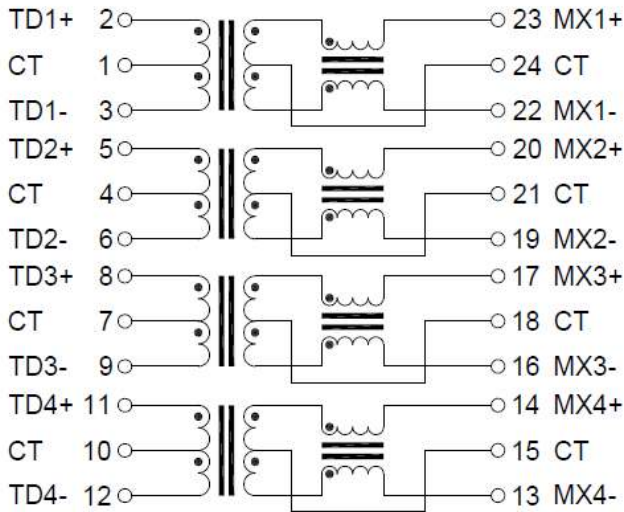 TD1+ 2 23 MX1+
CT 1 24 CT
TD1- 3 22 MX1-
TD2+ 5 20 MX2+
CT 4 21 CT
TD2- 6 19 MX2-
TD3+ 8 17 MX3+
CT 7 18 CT
TD3- 9 16 MX3-
TD4+ 11 14 MX4+
CT 10 15 CT
TD4- 12 13 MX4-